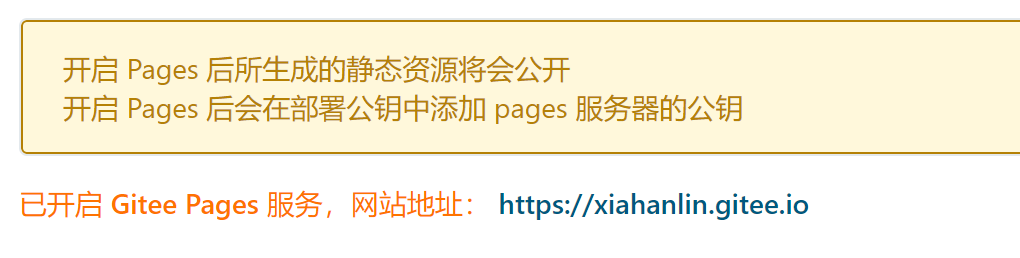 开启 Pages 后所生成的静态资源将会公开
开启 Pages 后会在部署公钥中添加 pages 服务器的公钥
已开启 Gitee Pages 服务，网站地址： https://xiahanlin.gitee.io